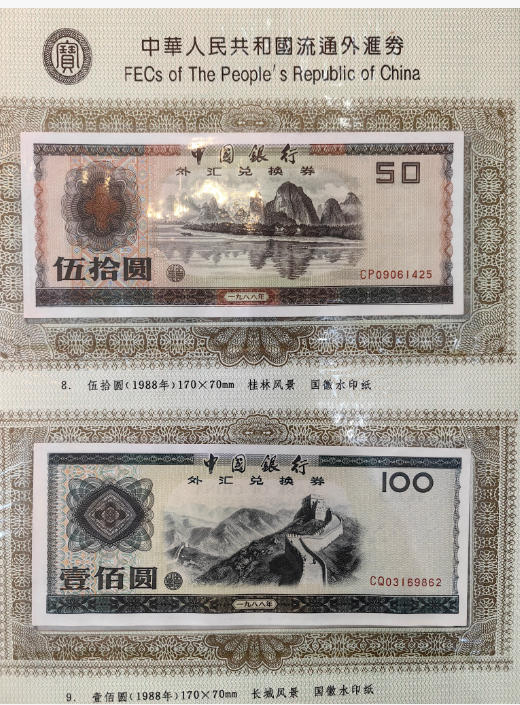 寶
中華人民共和國流通外滙券
FECs of The People's Republic of China
中国銀行
外汇兑换券
50
伍拾圆
CP09061425
一九八八年
8. 伍拾圆(1988年)170×70mm 桂林风景 国徽水印纸
中国銀行
外汇兑换券
100
壹佰圆
CQ03169862
一九八八年
9. 壹佰圆(1988年)170×70mm 长城风景 国徽水印纸